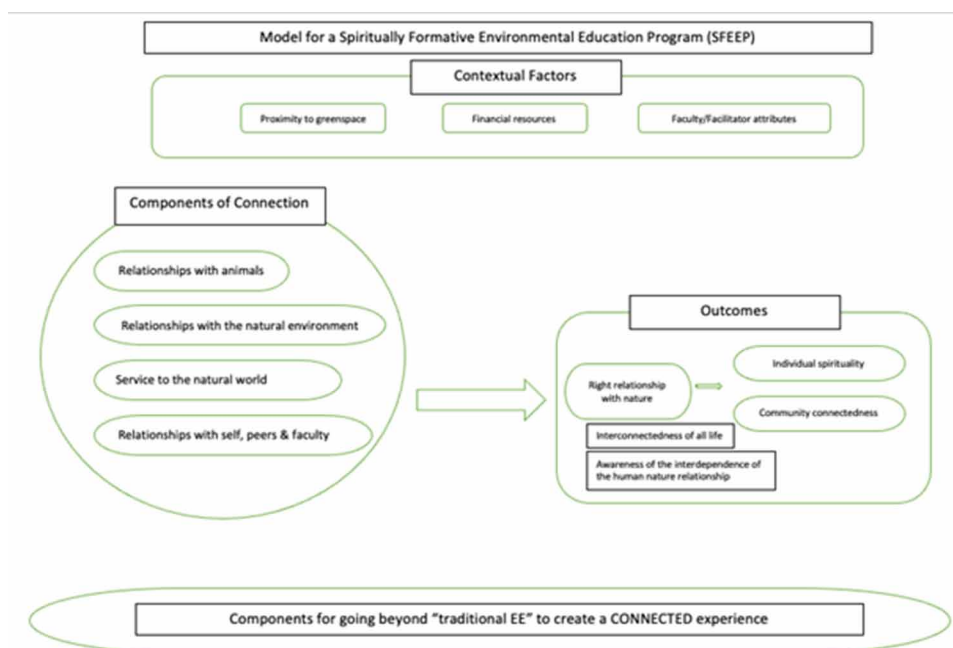 Model for a Spiritually Formative Environmental Education Program (SFEEP)
Contextual Factors
Proximity to greenspace
Financial resources
Faculty/Facilitator attributes
Components of Connection
Relationships with animals
Relationships with the natural environment
Service to the natural world
Relationships with self, peers & faculty
Outcomes
Right relationship
with nature
Individual spirituality
Community connectedness
Interconnectedness of all life
Awareness of the interdependence of
the human nature relationship
Components for going beyond “traditional EE” to create a CONNECTED experience